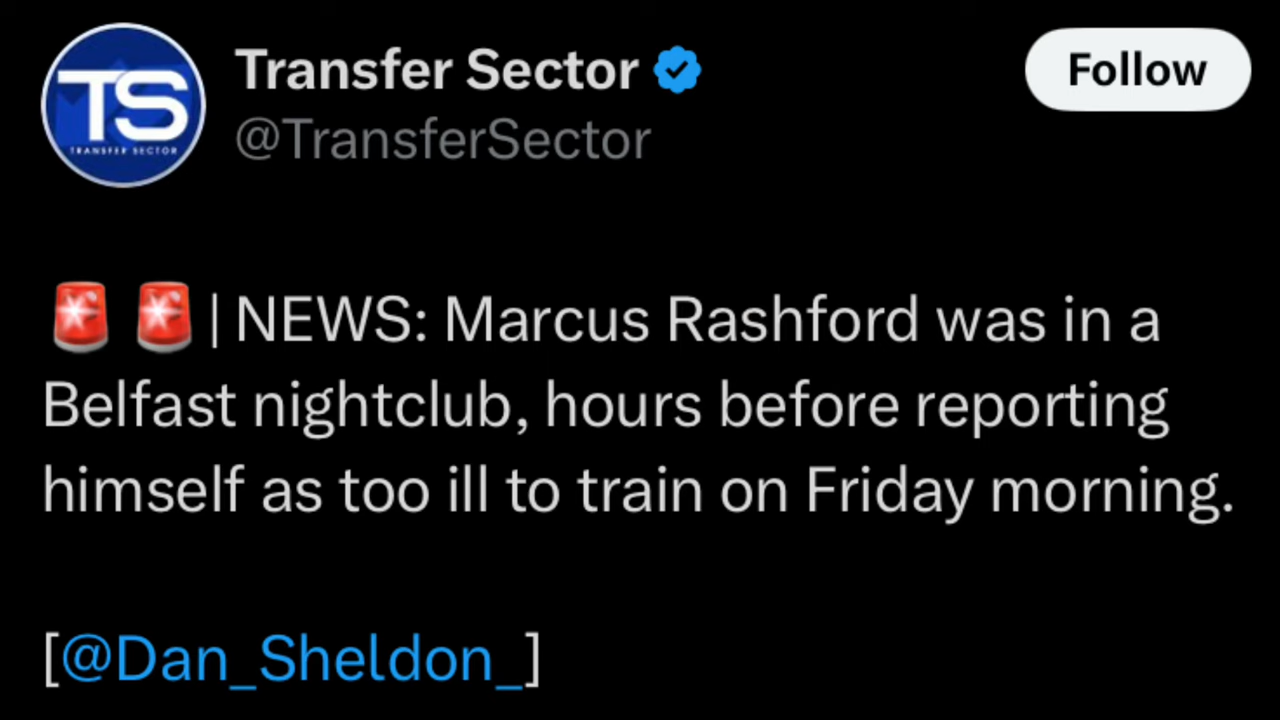 TS
TRANSFER SECTOR
Transfer Sector
@TransferSector
Follow
🚨 🚨 | NEWS: Marcus Rashford was in a
Belfast nightclub, hours before reporting
himself as too ill to train on Friday morning.
[@Dan_Sheldon_]